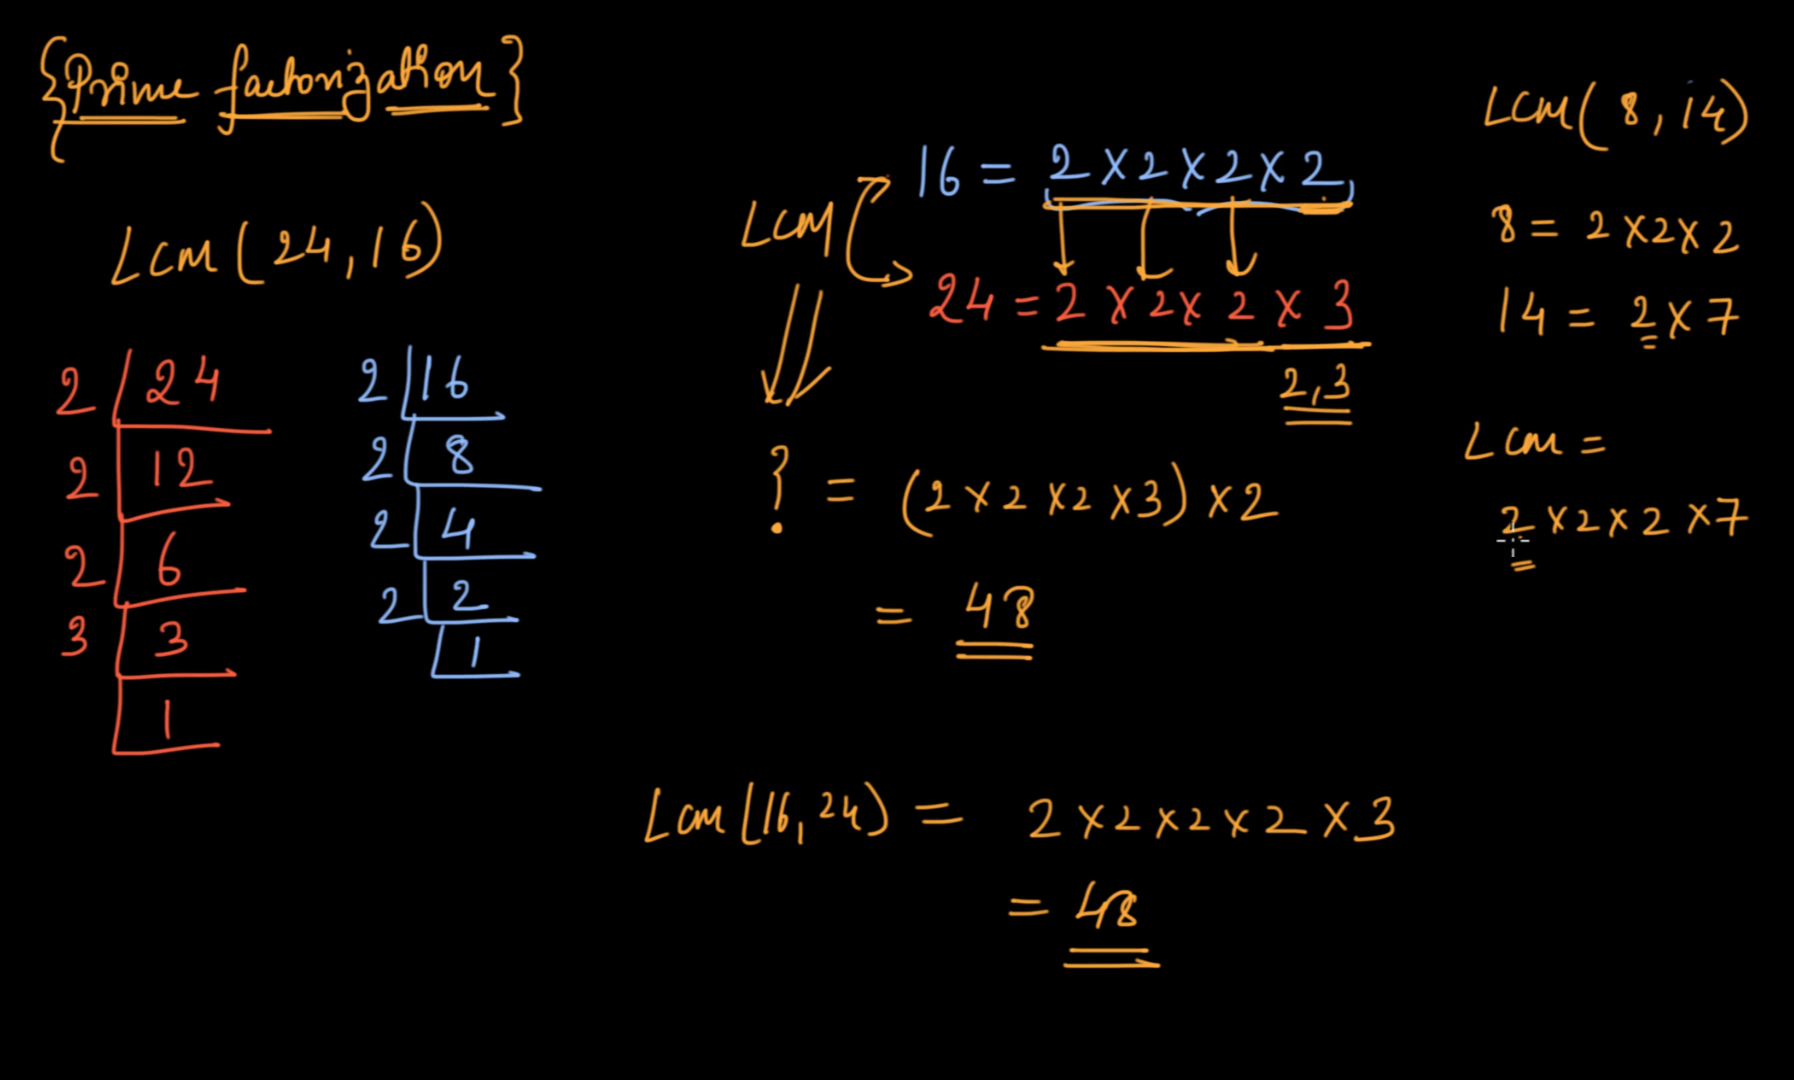 {Prime factorization}
Lcm(24,16)
2 | 24
2 | 12
2 | 6
3 | 3
1
2 | 16
2 | 8
2 | 4
2 | 2
1
16 = 2 × 2 × 2 × 2
Lcm
24 = 2 × 2 × 2 × 3
2,3
? = (2 × 2 × 2 × 3) × 2
= 48
Lcm(16,24) = 2 × 2 × 2 × 2 × 3
= 48
LCM(8,14)
8 = 2 × 2 × 2
14 = 2 × 7
Lcm =
2 × 2 × 2 × 7